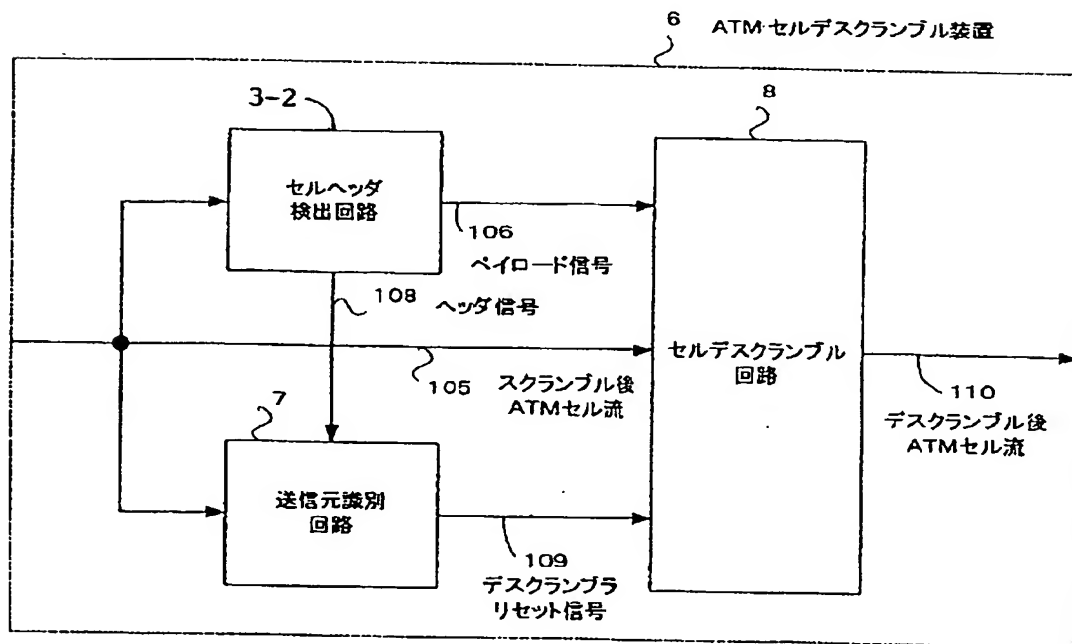 6 ATM セルデスクランブル装置
3-2
8
セルヘッダ
検出回路
106
ペイロード信号
108 ヘッダ信号
セルデスクランブル
回路
105
スクランブル後
ATMセル流
110
デスクランブル後
ATMセル流
7
送信元識別
回路
109
デスクランブラ
リセット信号